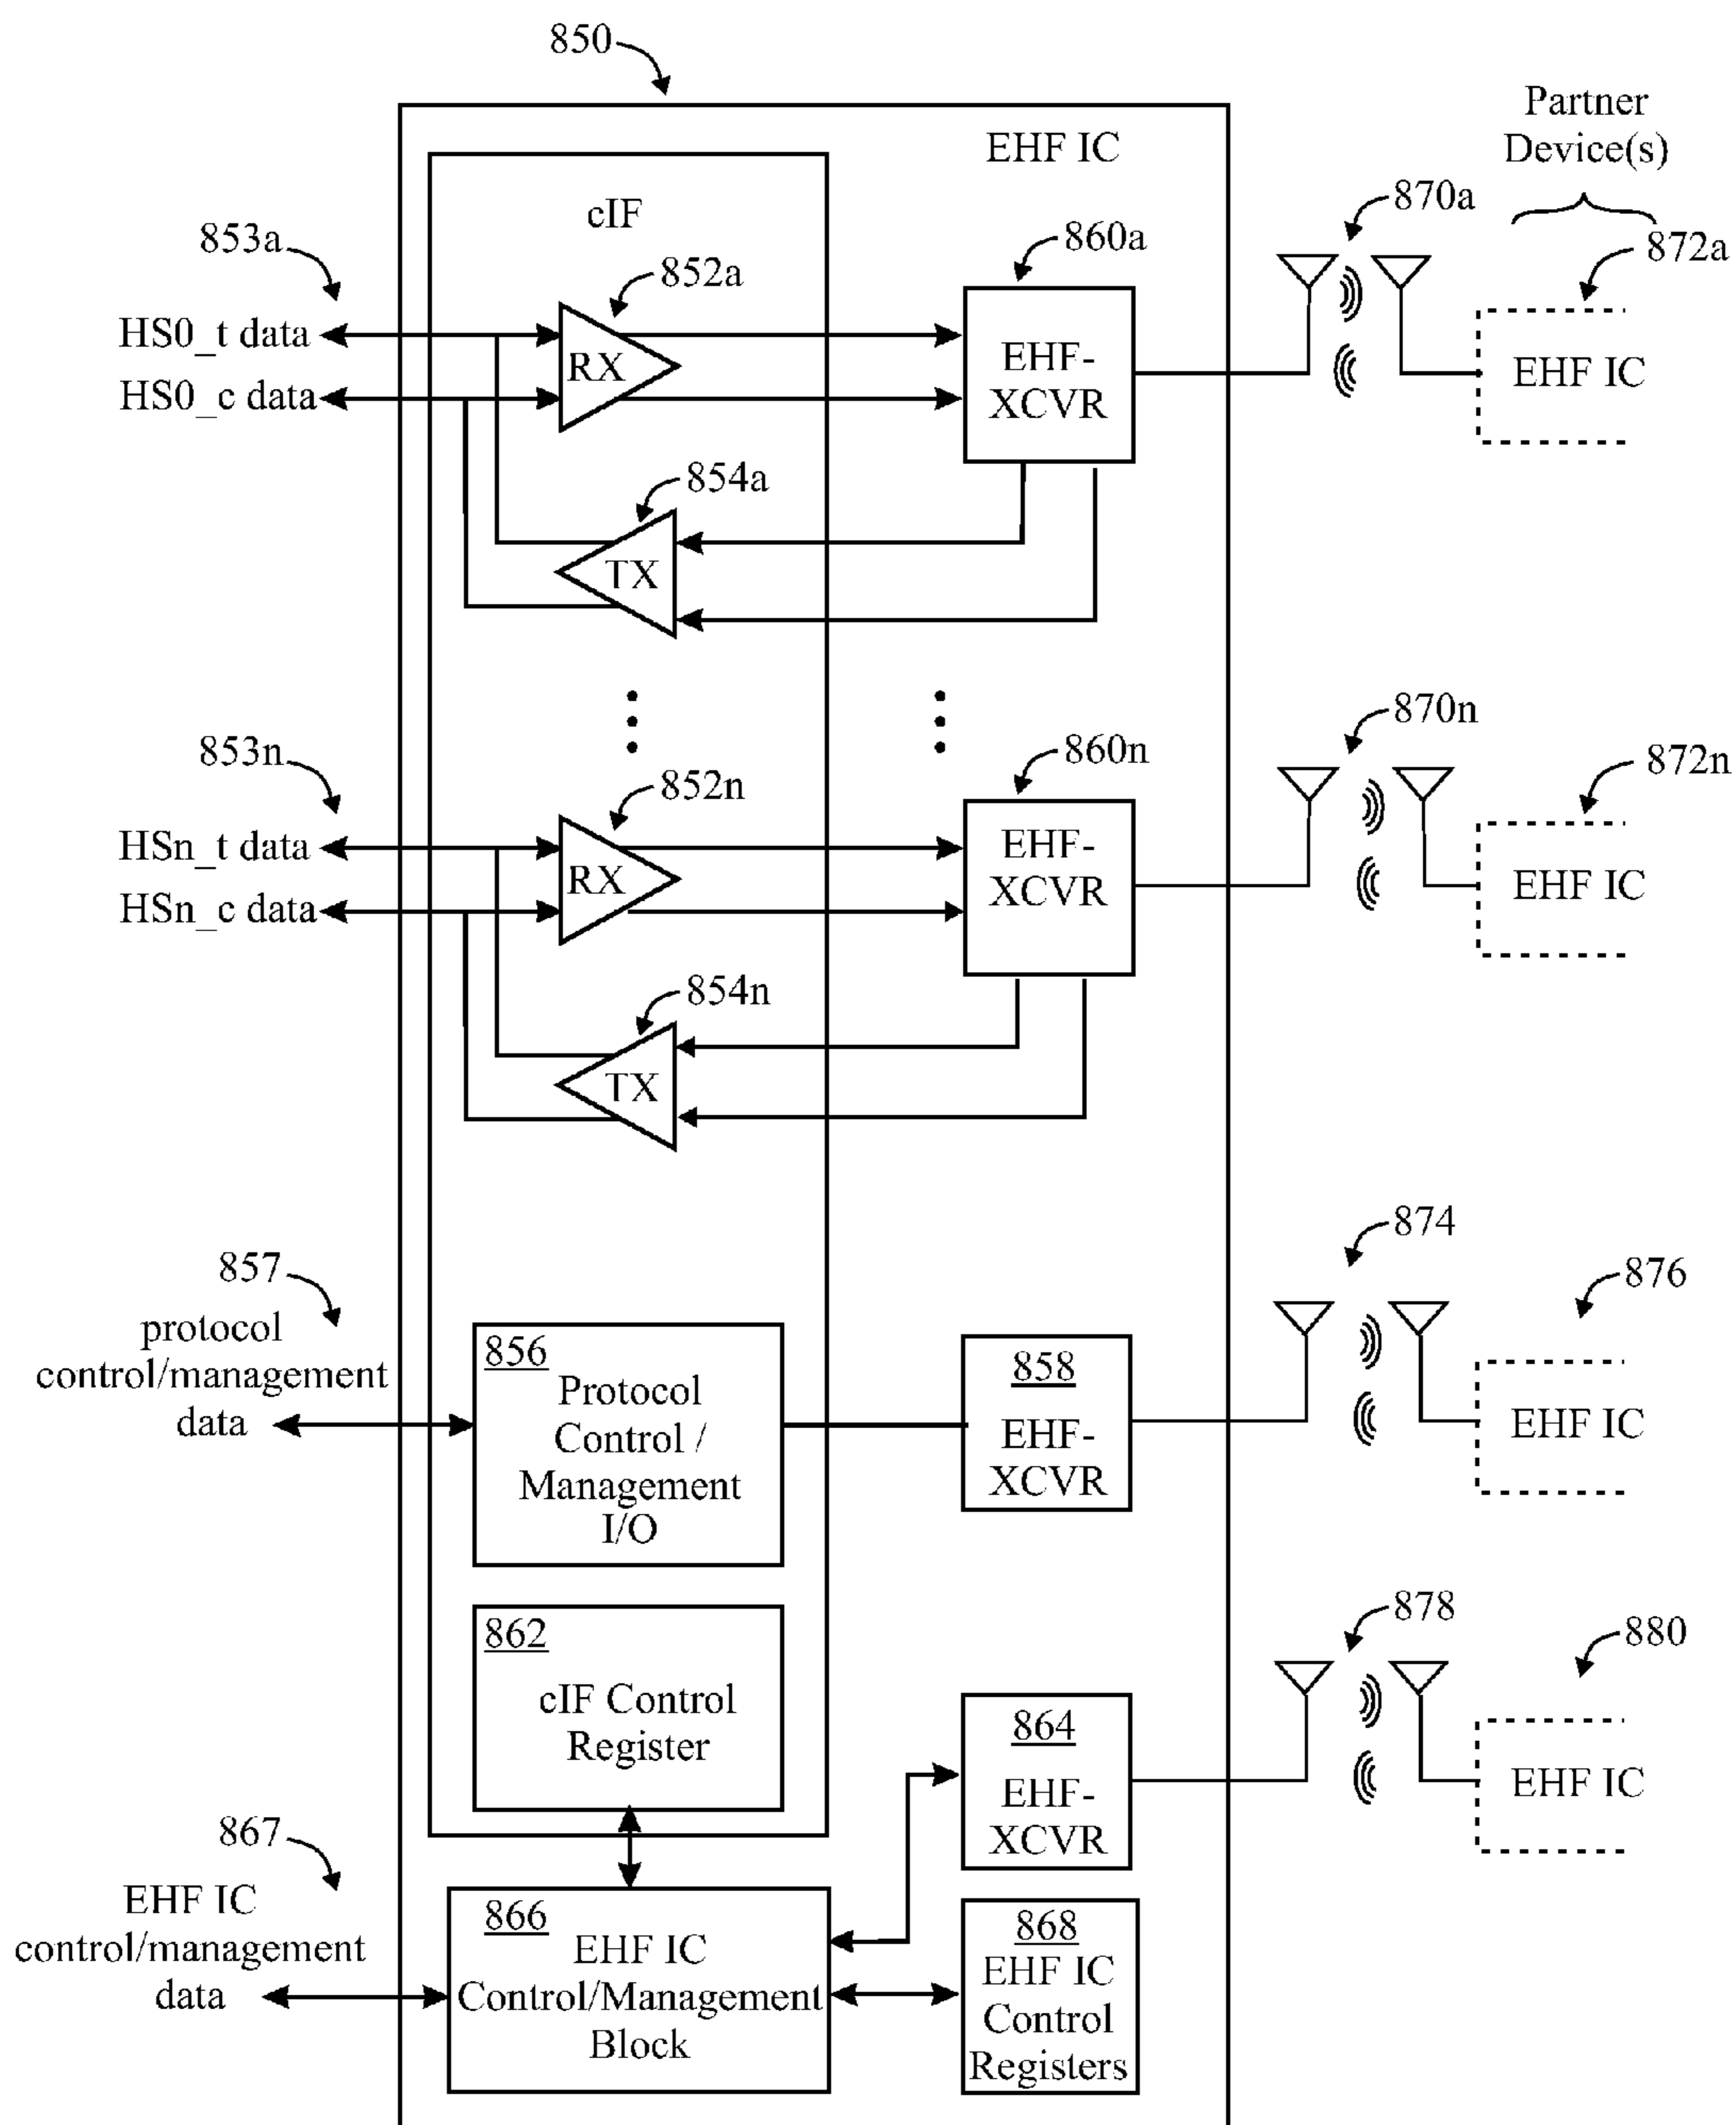 850
Partner
Device(s)
EHF IC
cIF
870a
853a
860a
872a
852a
HS0_t data
RX
EHF-
XCVR
EHF IC
HS0_c data
854a
TX
870n
853n
860n
872n
852n
HSn_t data
RX
EHF-
XCVR
EHF IC
HSn_c data
854n
TX
874
857
876
protocol
control/management
data
856
Protocol
Control /
Management
I/O
858
EHF-
XCVR
EHF IC
878
880
862
cIF Control
Register
864
EHF-
XCVR
EHF IC
867
EHF IC
control/management
data
866
EHF IC
Control/Management
Block
868
EHF IC
Control
Registers